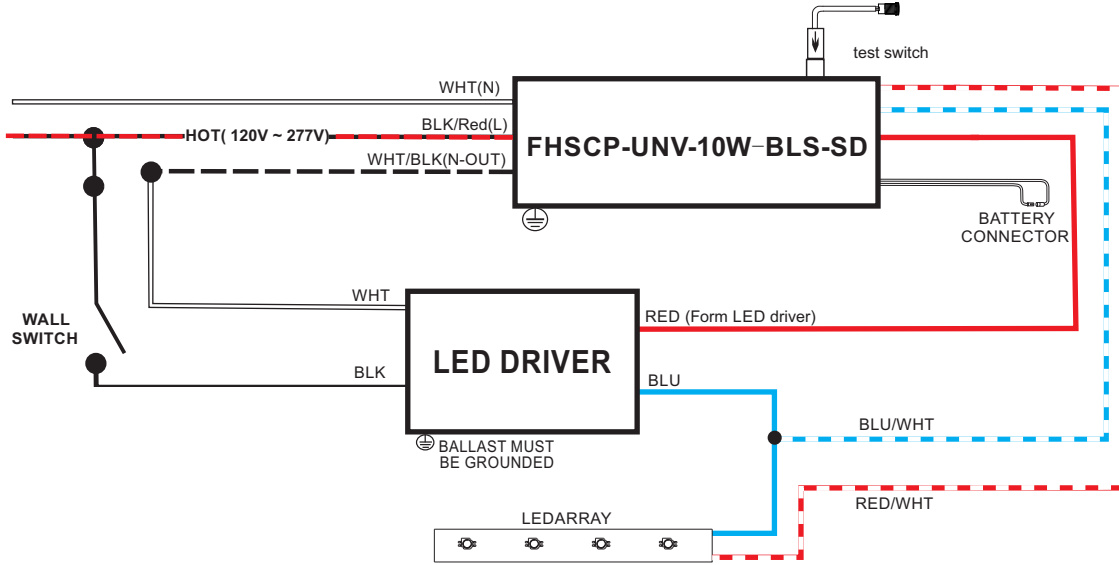 test switch
WHT(N)
BLK/Red(L)
HOT( 120V ~ 277V)
WHT/BLK(N-OUT)
FHSCP-UNV-10W-BLS-SD
BATTERY
CONNECTOR
WHT
WALL
SWITCH
RED (Form LED driver)
LED DRIVER
BLK
BLU
BLU/WHT
BALLAST MUST
BE GROUNDED
RED/WHT
LEDARRAY